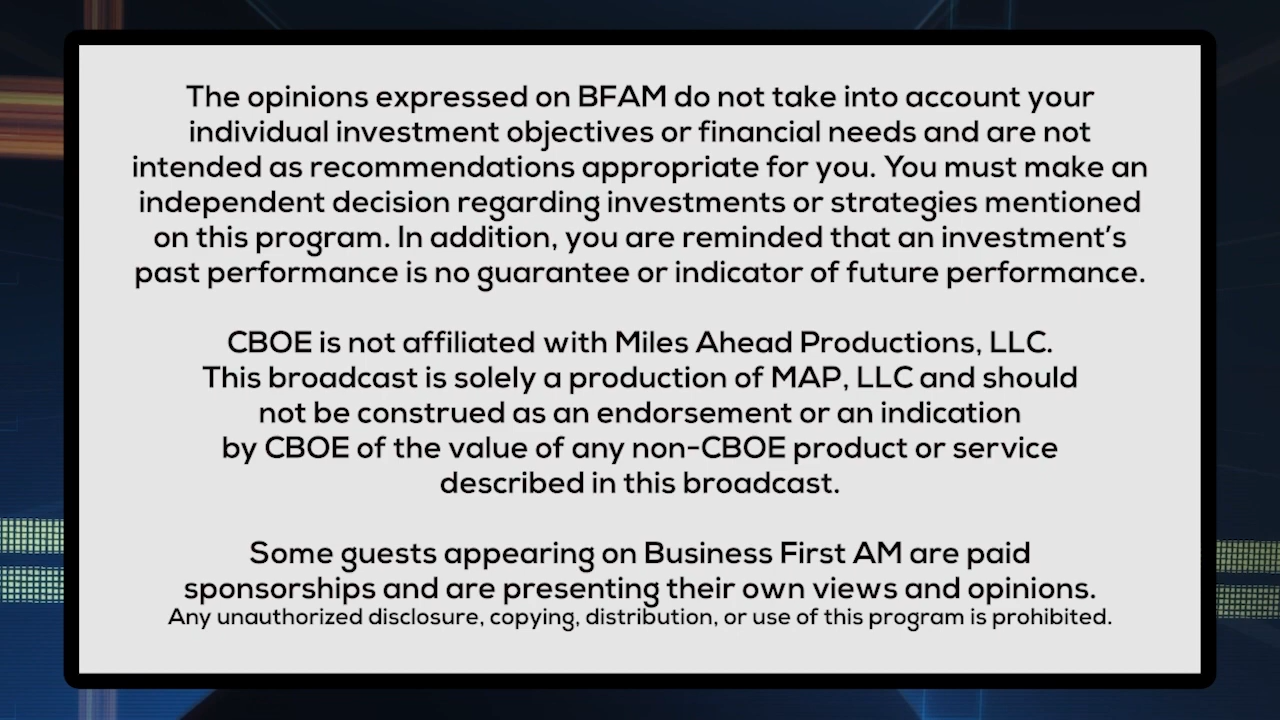 The opinions expressed on BFAM do not take into account your
individual investment objectives or financial needs and are not
intended as recommendations appropriate for you. You must make an
independent decision regarding investments or strategies mentioned
on this program. In addition, you are reminded that an investment’s
past performance is no guarantee or indicator of future performance.
CBOE is not affiliated with Miles Ahead Productions, LLC.
This broadcast is solely a production of MAP, LLC and should
not be construed as an endorsement or an indication
by CBOE of the value of any non-CBOE product or service
described in this broadcast.
Some guests appearing on Business First AM are paid
sponsorships and are presenting their own views and opinions.
Any unauthorized disclosure, copying, distribution, or use of this program is prohibited.